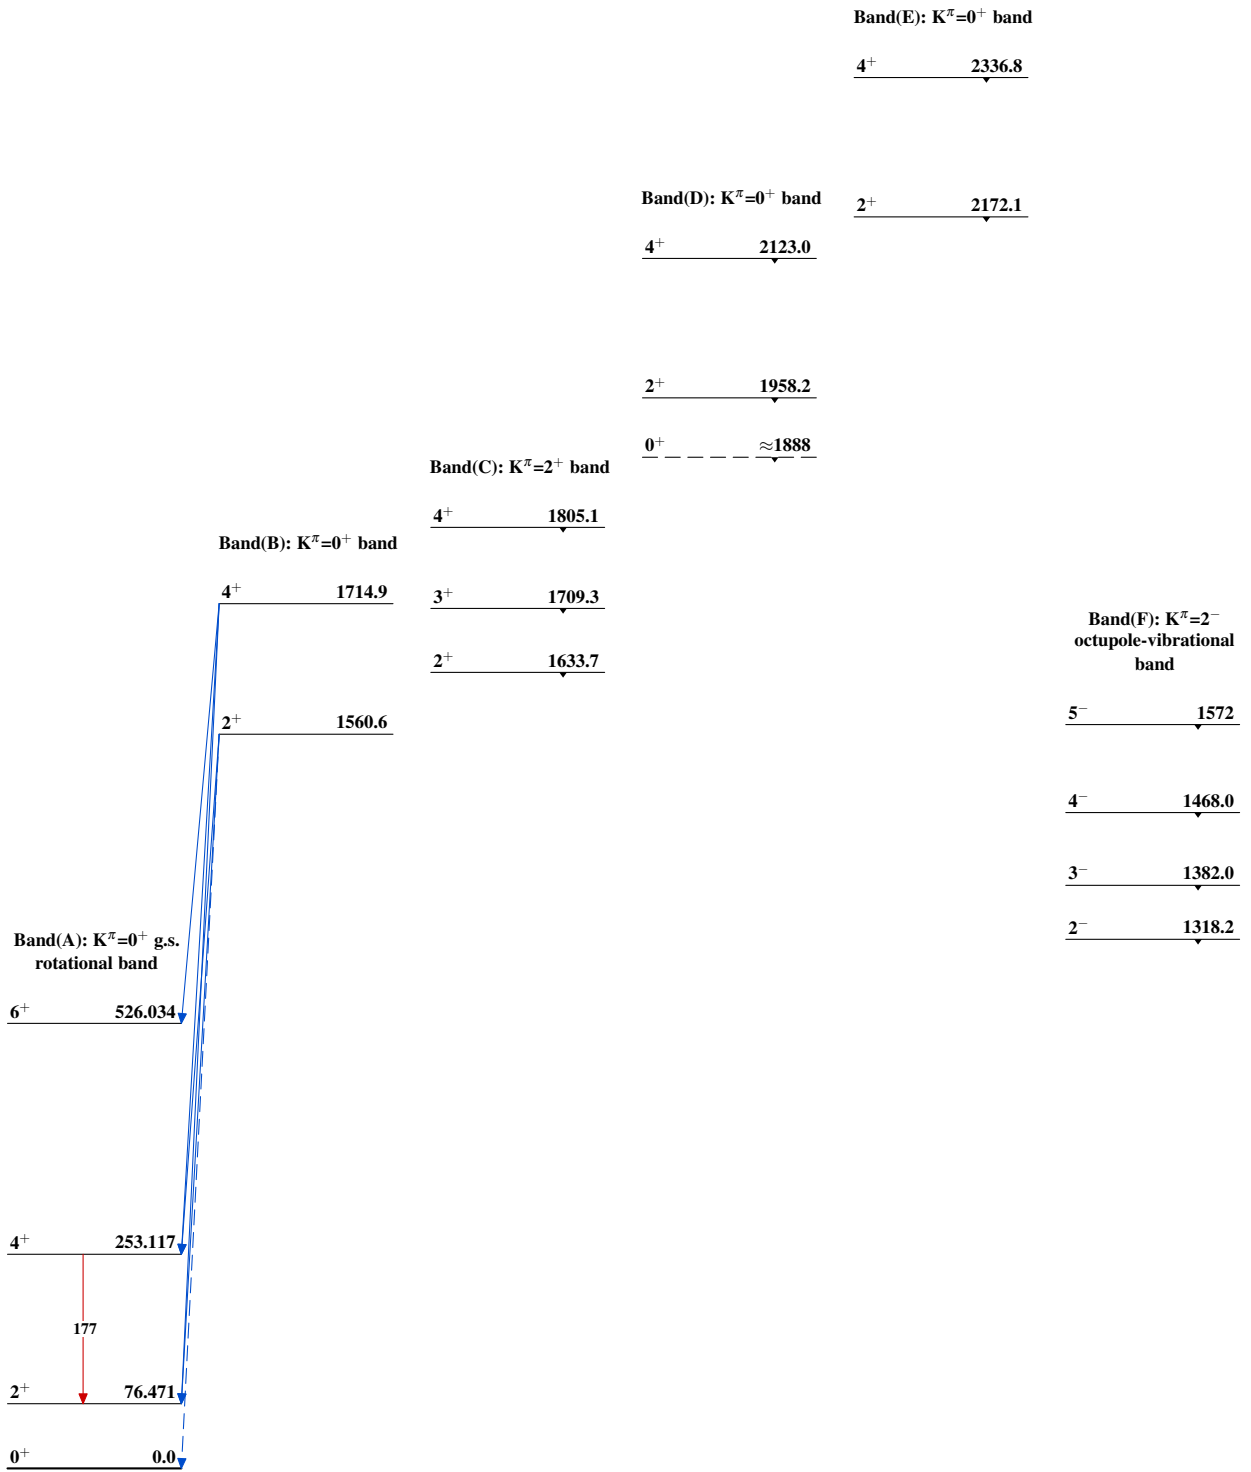 Band(A): K^π=0⁺ g.s.
rotational band
6⁺ 526.034
4⁺ 253.117
177
2⁺ 76.471
0⁺ 0.0
Band(B): K^π=0⁺ band
4⁺ 1714.9
2⁺ 1560.6
Band(C): K^π=2⁺ band
4⁺ 1805.1
3⁺ 1709.3
2⁺ 1633.7
Band(D): K^π=0⁺ band
4⁺ 2123.0
2⁺ 1958.2
0⁺ ≈1888
Band(E): K^π=0⁺ band
4⁺ 2336.8
2⁺ 2172.1
Band(F): K^π=2⁻
octupole-vibrational
band
5⁻ 1572
4⁻ 1468.0
3⁻ 1382.0
2⁻ 1318.2